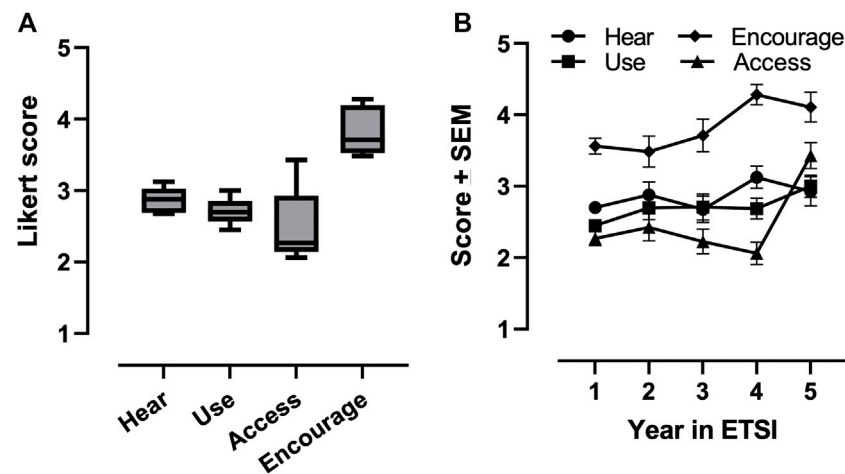 A
5
4
3
2
1
Likert score
Hear
Use
Access
Encourage
B
Hear Encourage
Use Access
5
4
3
2
1
Score ± SEM
1 2 3 4 5
Year in ETSI